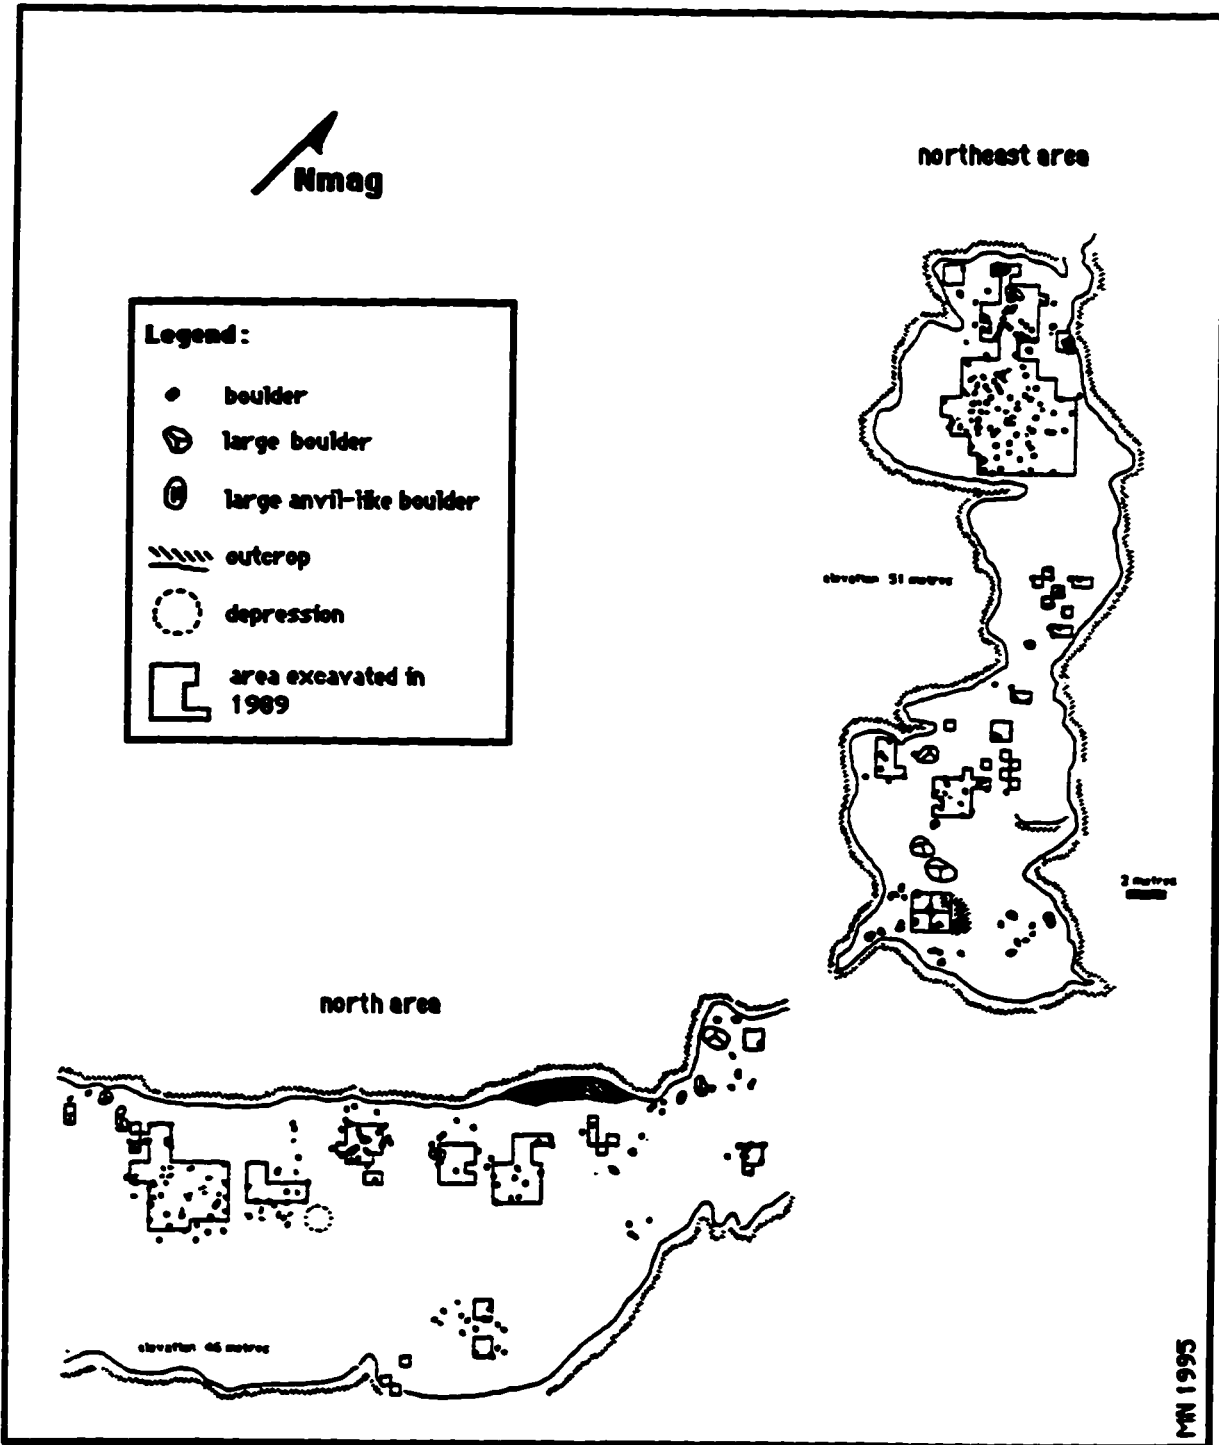 northeast area
Nmag
Legend:
boulder
large boulder
large anvil-like boulder
outcrop
depression
area excavated in
1989
elevation 51 metres
2 metres
north area
elevation 46 metres
MN 1995